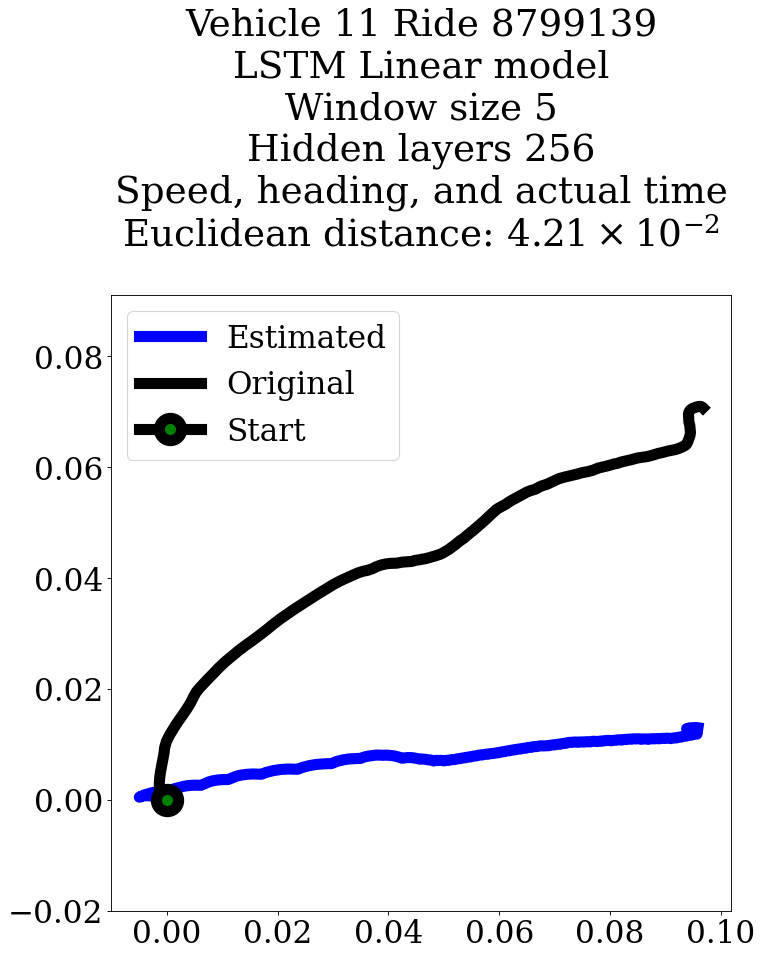 Vehicle 11 Ride 8799139
LSTM Linear model
Window size 5
Hidden layers 256
Speed, heading, and actual time
Euclidean distance: 4.21 × 10⁻²
Estimated
Original
Start
0.08
0.06
0.04
0.02
0.00
−0.02
0.00 0.02 0.04 0.06 0.08 0.10